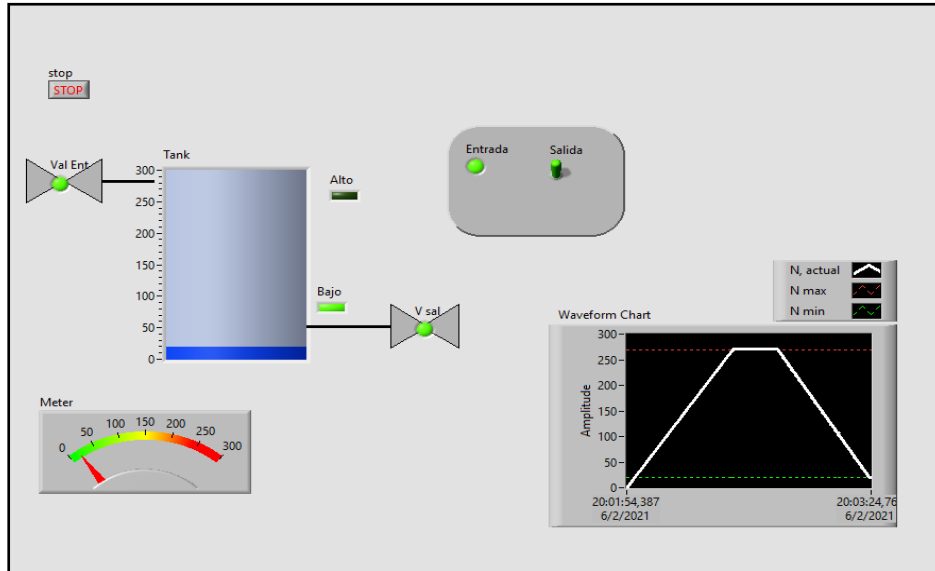 stop
STOP
Val Ent
Tank
300
250
200
150
100
50
0
Alto
Bajo
V sal
Entrada
Salida
Meter
0
50
100
150
200
250
300
N, actual
N max
N min
Waveform Chart
Amplitude
300
250
200
150
100
50
0
20:01:54,387
6/2/2021
20:03:24,76
6/2/2021